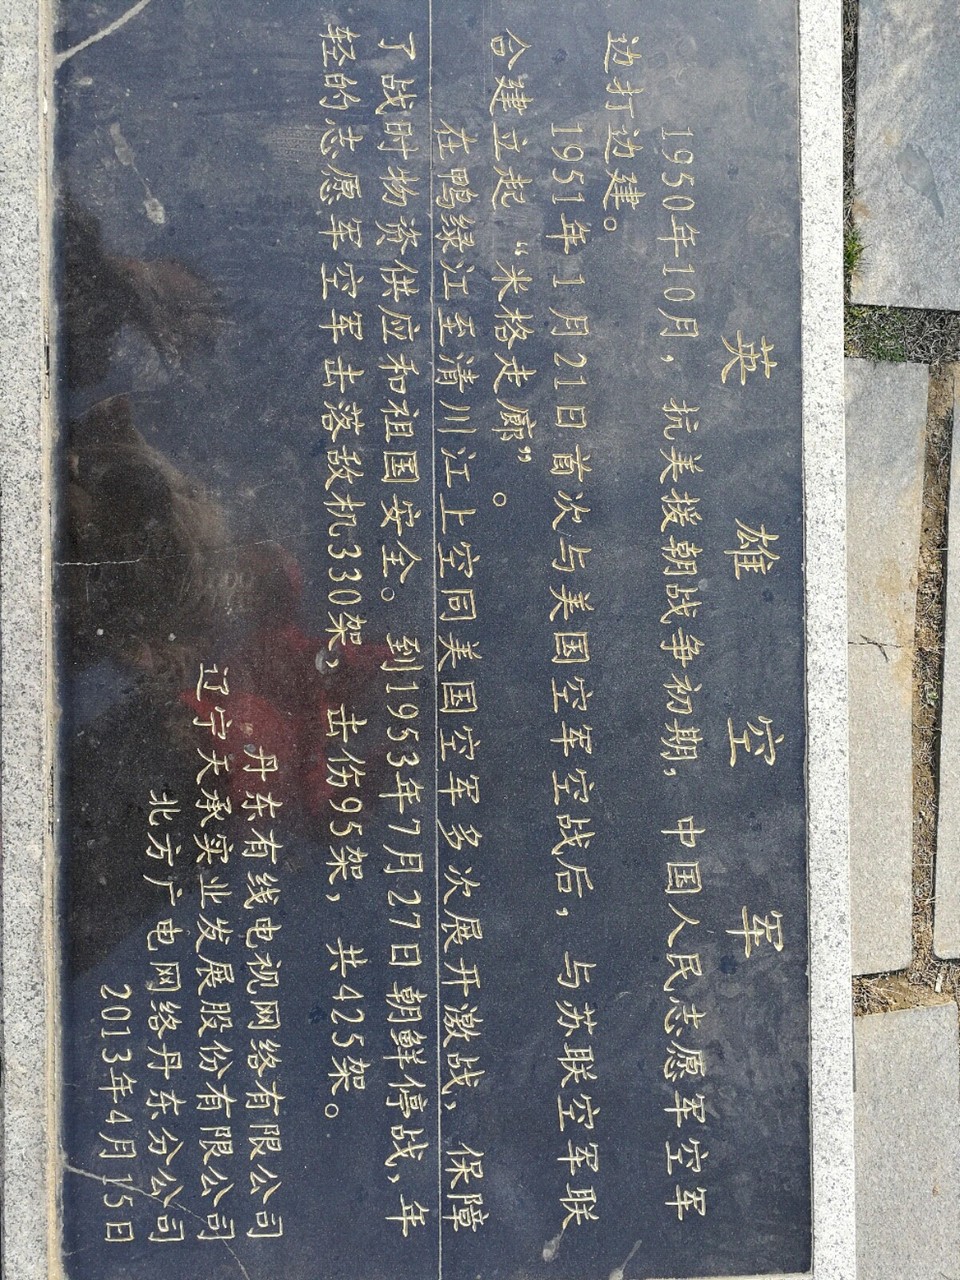 英雄空军
1950年10月，抗美援朝战争初期，中国人民志愿军空军
边打边建。
1951年1月21日首次与美国空军空战后，与苏联空军联
合建立起“米格走廊”。
在鸭绿江至清川江上空同美国空军多次展开激战，保障
了战时物资供应和祖国安全。到1953年7月27日朝鲜停战，年
轻的志愿军空军击落敌机330架，击伤95架，共425架。
丹东有线电视网络有限公司
辽宁天承实业发展股份有限公司
北方广电网络丹东分公司
2013年4月15日